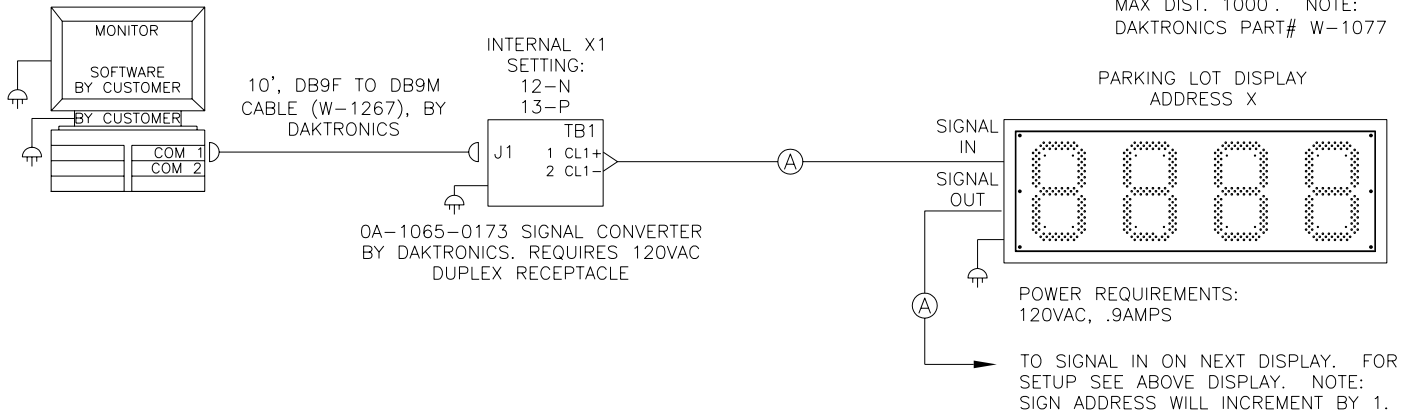 MAX DIST. 1000'. NOTE:
DAKTRONICS PART# W-1077
MONITOR
SOFTWARE
BY CUSTOMER
BY CUSTOMER
COM 1
COM 2
10', DB9F TO DB9M
CABLE (W-1267), BY
DAKTRONICS
INTERNAL X1
SETTING:
12-N
13-P
TB1
J1
1 CL1+
2 CL1-
0A-1065-0173 SIGNAL CONVERTER
BY DAKTRONICS. REQUIRES 120VAC
DUPLEX RECEPTACLE
A
PARKING LOT DISPLAY
ADDRESS X
SIGNAL
IN
SIGNAL
OUT
8888
A
POWER REQUIREMENTS:
120VAC, .9AMPS
TO SIGNAL IN ON NEXT DISPLAY. FOR
SETUP SEE ABOVE DISPLAY. NOTE:
SIGN ADDRESS WILL INCREMENT BY 1.